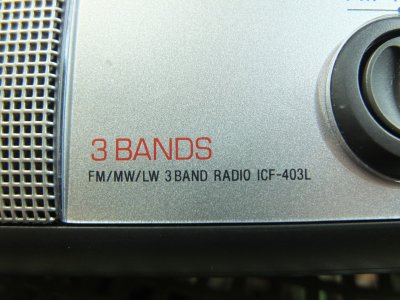 3 BANDS
FM/MW/LW 3 BAND RADIO ICF-403L